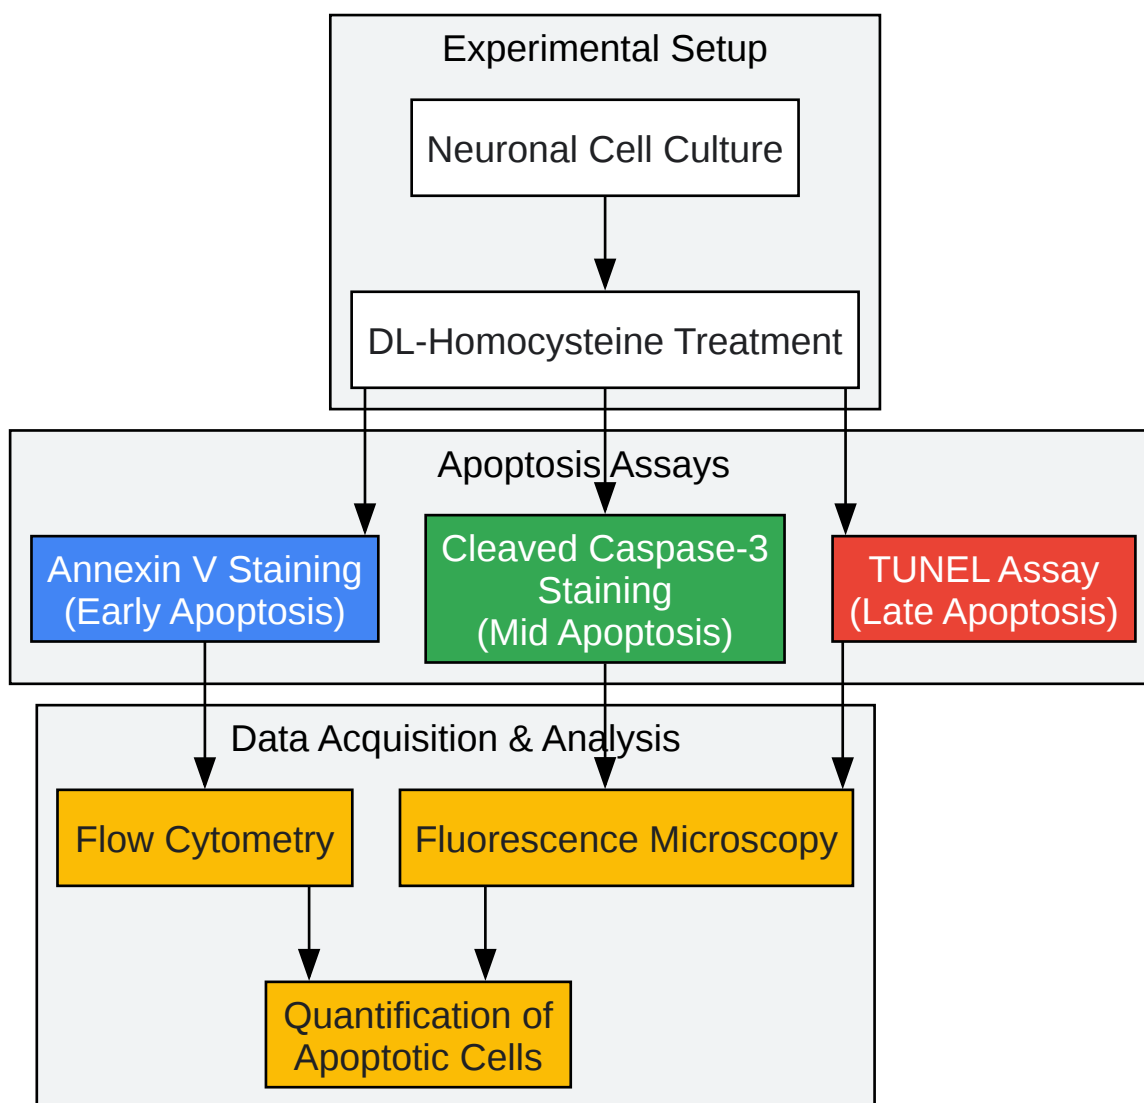 Experimental Setup
Neuronal Cell Culture
DL-Homocysteine Treatment
Apoptosis Assays
Annexin V Staining
(Early Apoptosis)
Cleaved Caspase-3
Staining
(Mid Apoptosis)
TUNEL Assay
(Late Apoptosis)
Data Acquisition & Analysis
Flow Cytometry
Fluorescence Microscopy
Quantification of
Apoptotic Cells